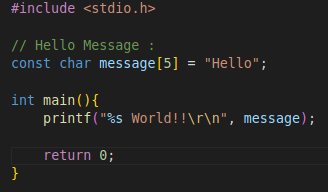 #include <stdio.h>
// Hello Message :
const char message[5] = "Hello";
int main(){
printf("%s World!!\r\n", message);
return 0;
}